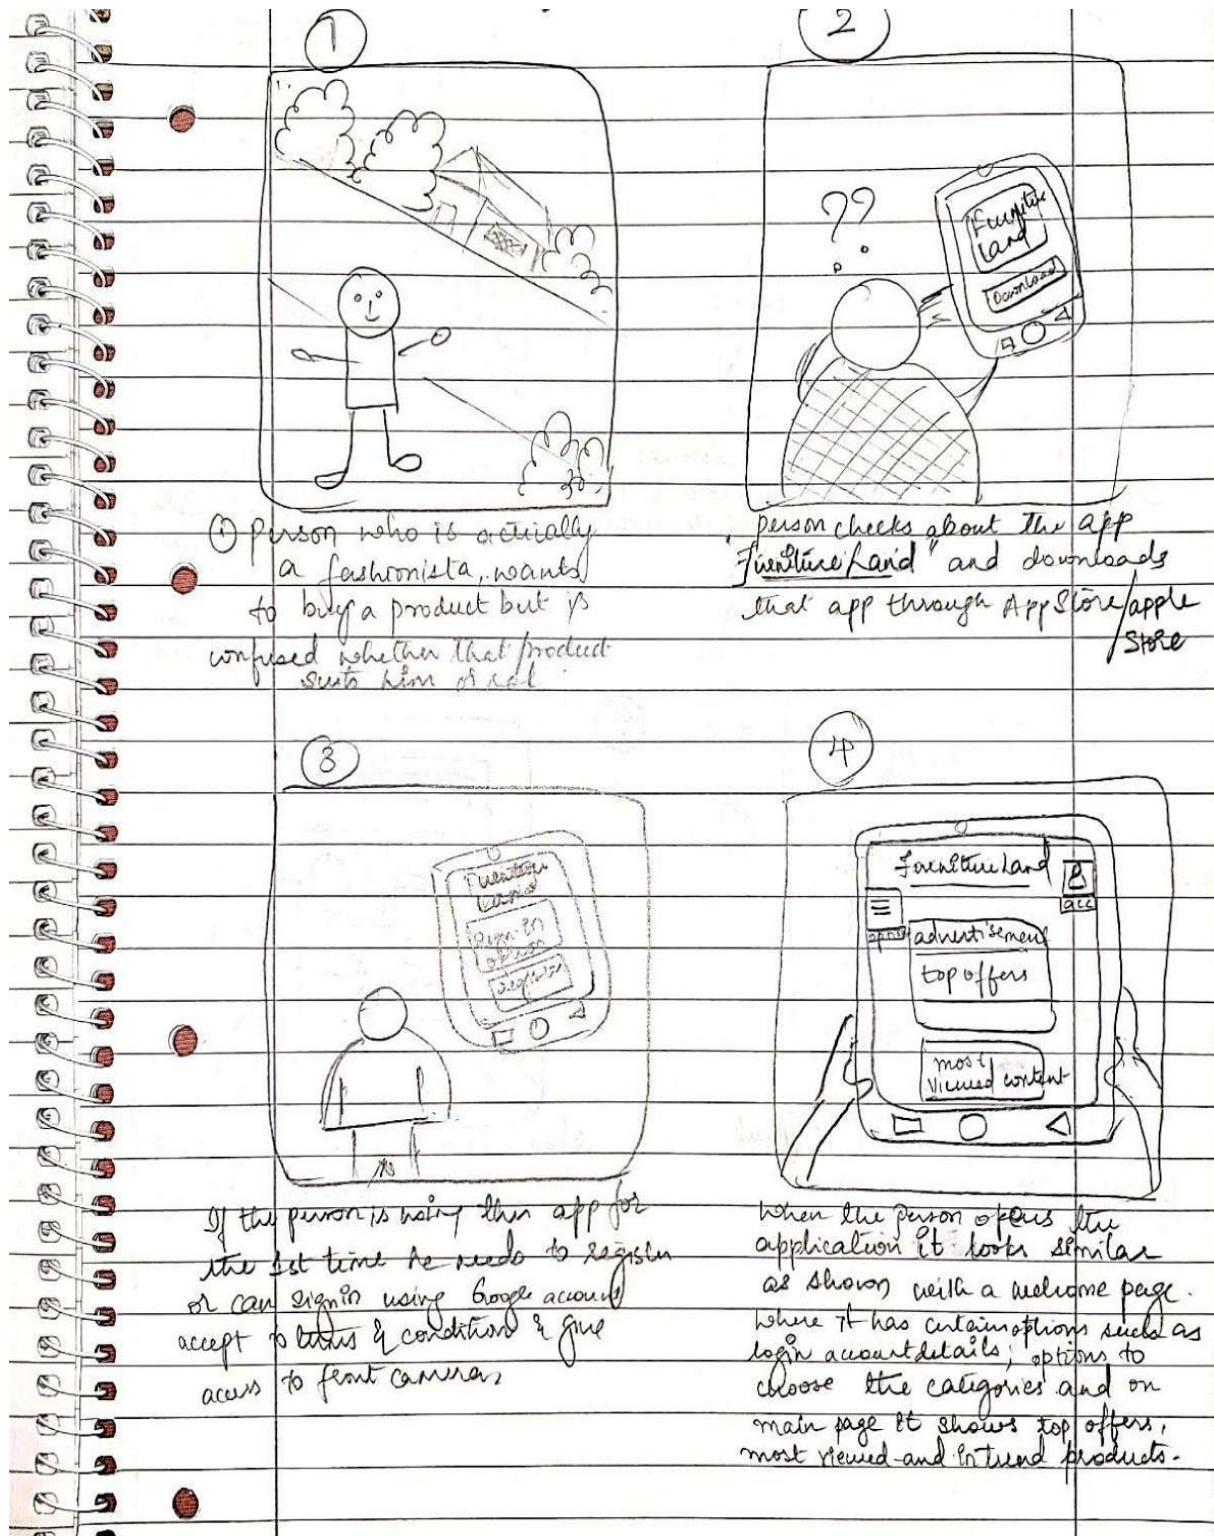 1
2
??
Furniture
Land
Download
① Person who is actually
a fashionista, wants
to buy a product but is
confused whether that product
suits him or not
person checks about the app
"FurnitureLand" and downloads
that app through AppStore/apple
Store
3
4
Furniture
Land
Sign-in
option
Register
FurnitureLand
acc
advertisement
top offers
most
viewed content
If the person is using this app for
the 1st time he needs to register
or can signin using Google account
accept to terms & condition & give
access to front camera,
When the person opens the
application it looks similar
as shown with a welcome page.
where it has certain options such as
login account details; options to
choose the categories and on
main page it shows top offers,
most viewed and in trend products.